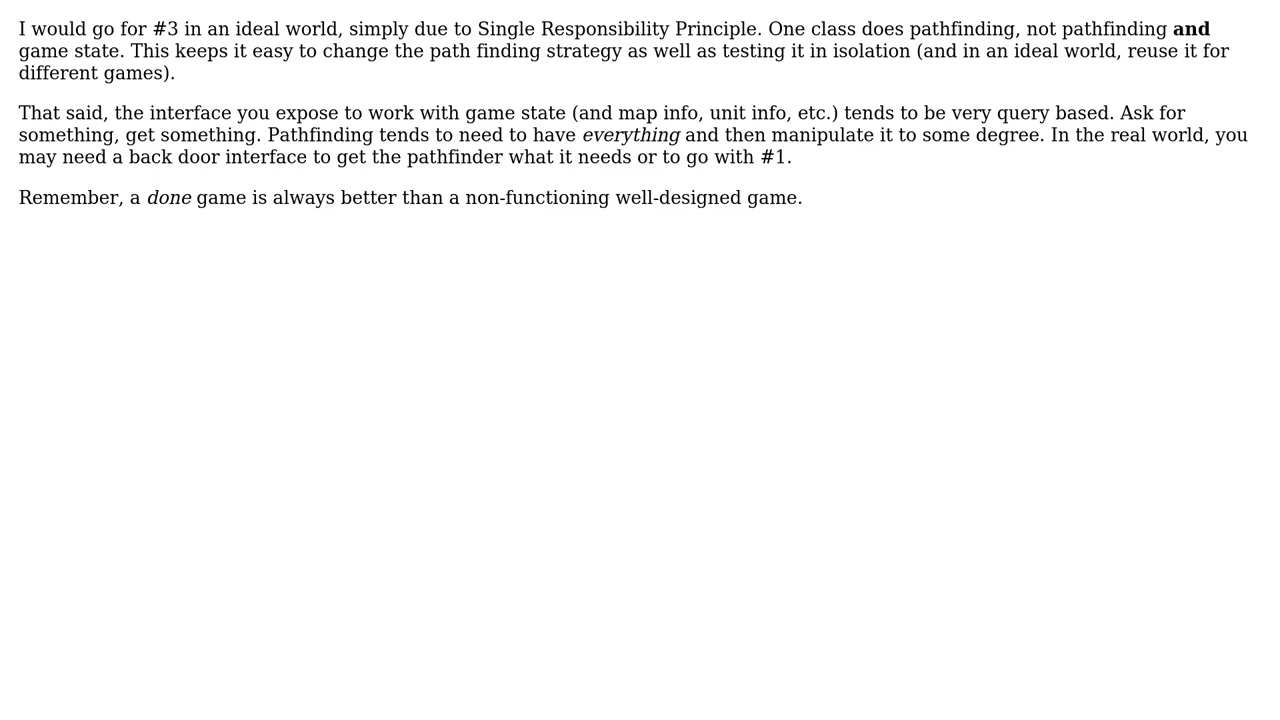 I would go for #3 in an ideal world, simply due to Single Responsibility Principle. One class does pathfinding, not pathfinding and
game state. This keeps it easy to change the path finding strategy as well as testing it in isolation (and in an ideal world, reuse it for
different games).
That said, the interface you expose to work with game state (and map info, unit info, etc.) tends to be very query based. Ask for
something, get something. Pathfinding tends to need to have everything and then manipulate it to some degree. In the real world, you
may need a back door interface to get the pathfinder what it needs or to go with #1.
Remember, a done game is always better than a non-functioning well-designed game.